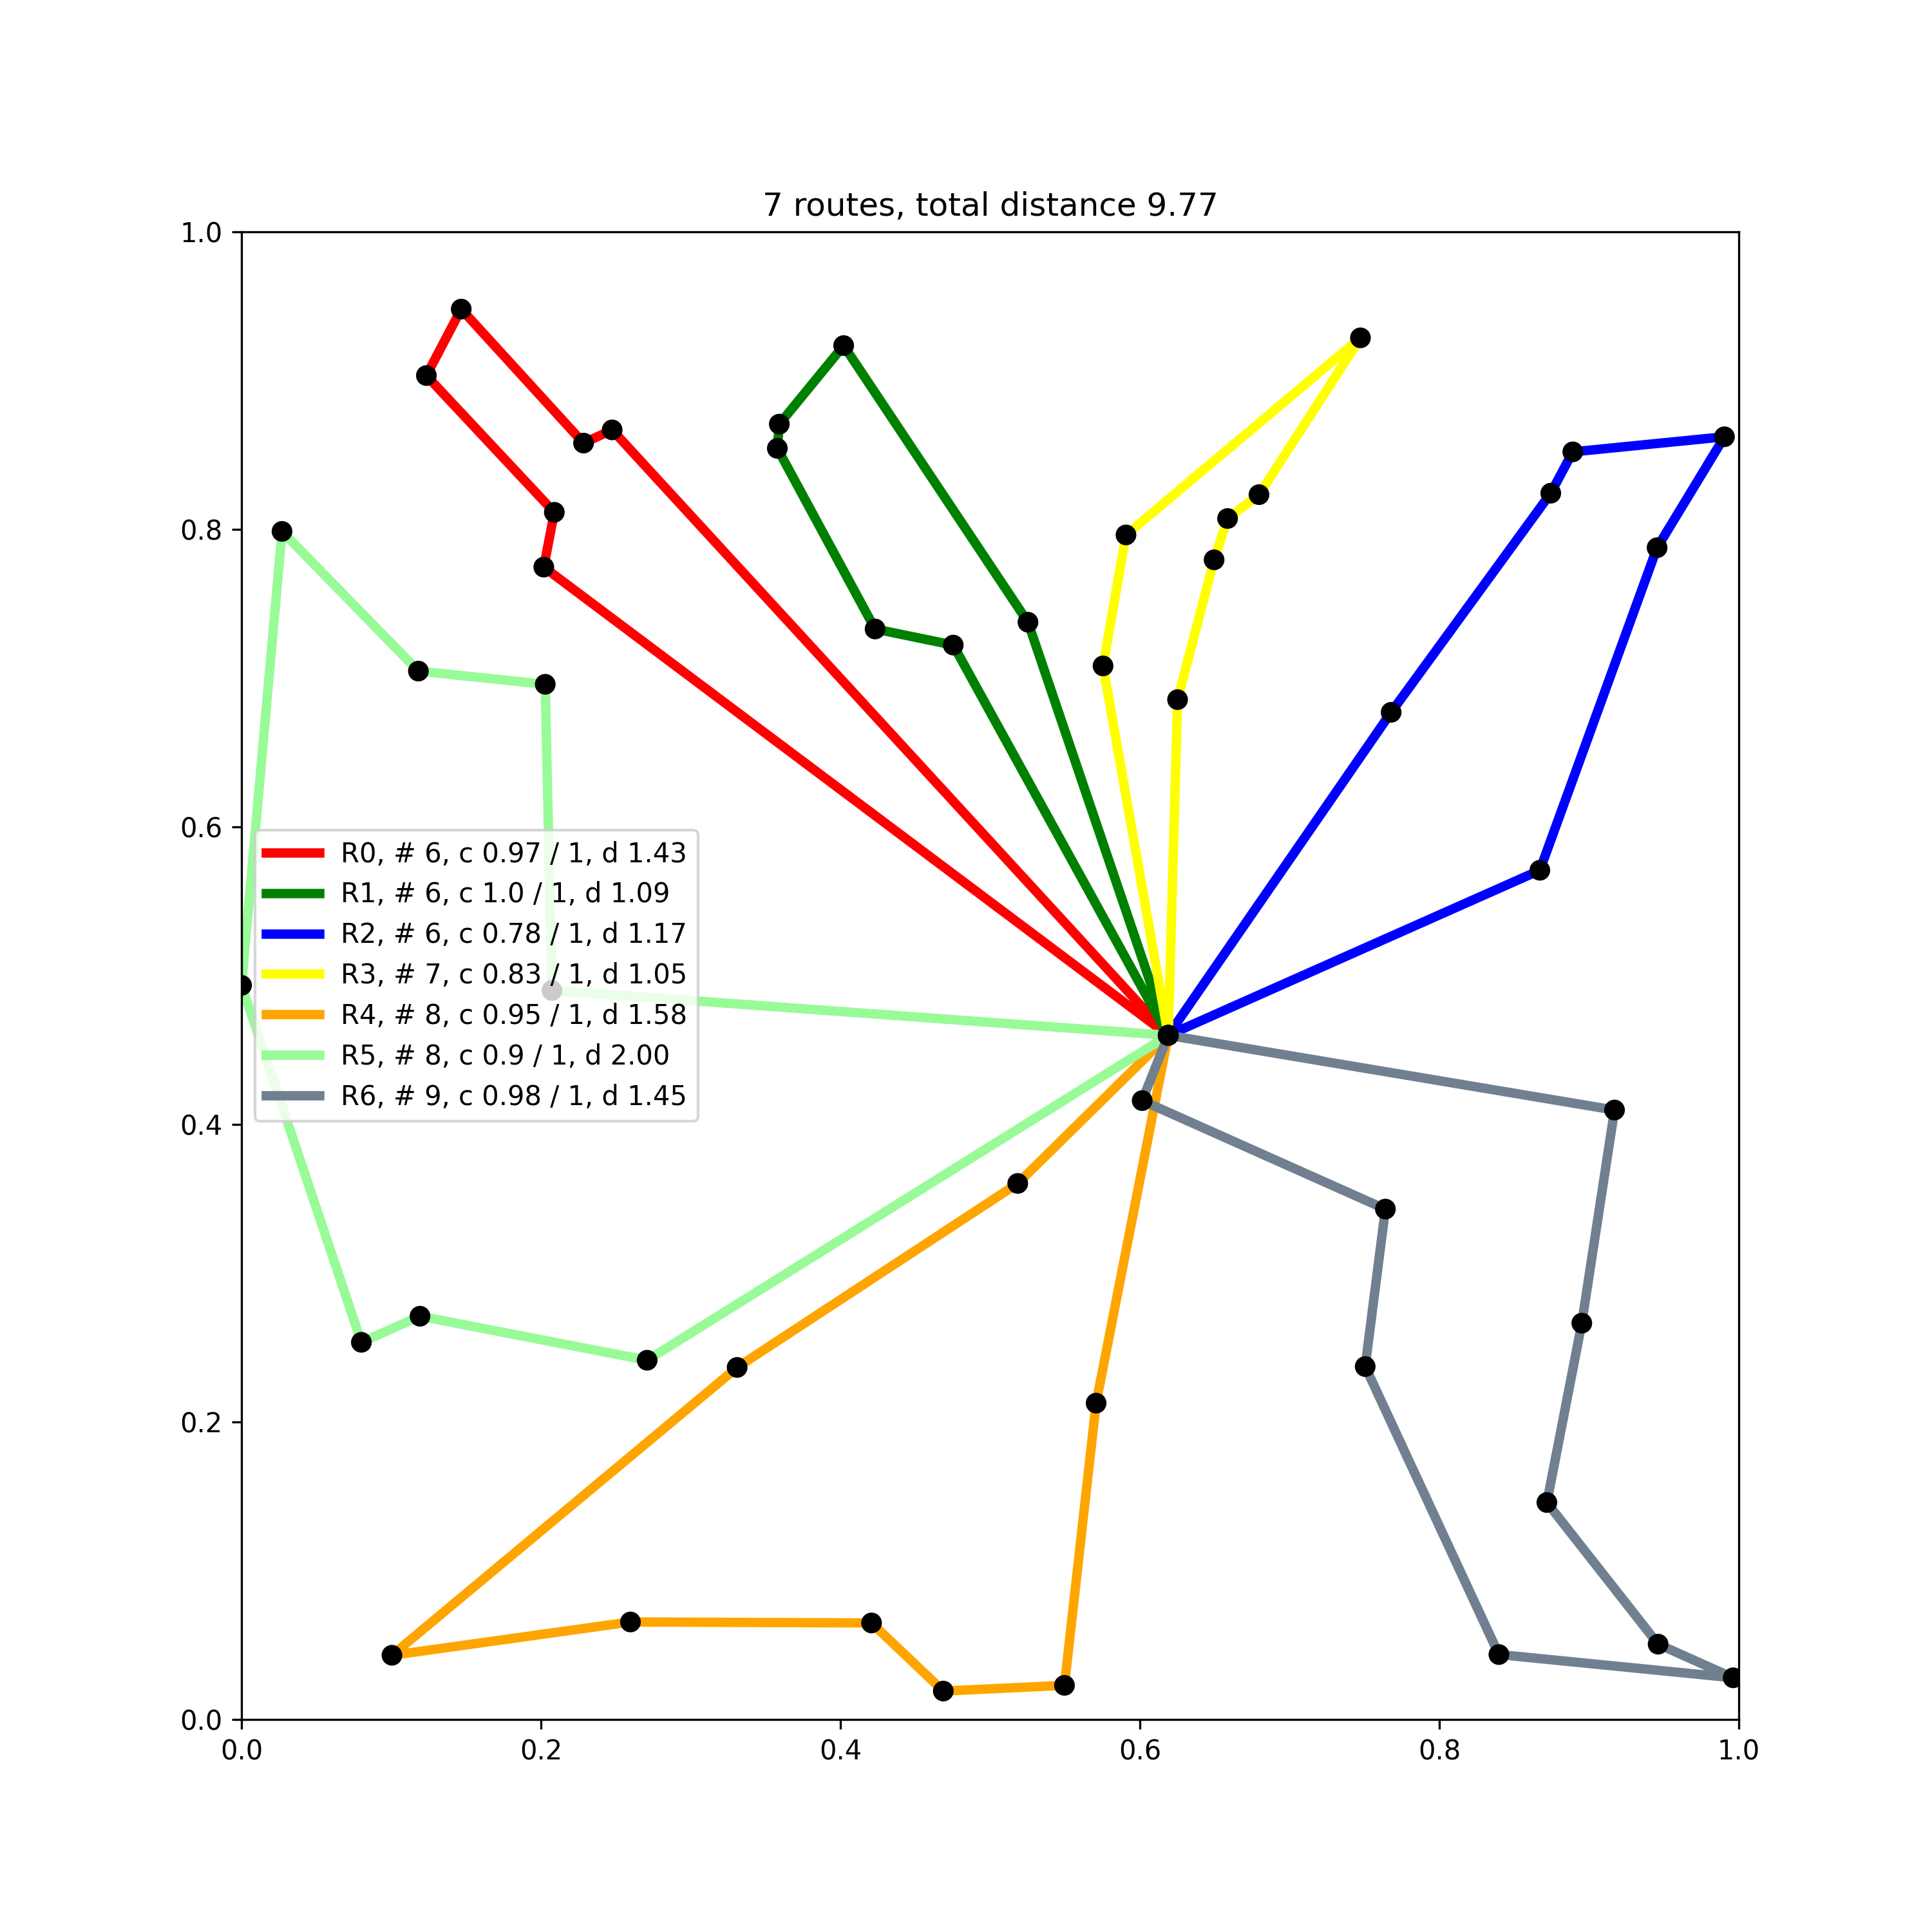 7 routes, total distance 9.77
1.0
0.8
0.6
0.4
0.2
0.0
R0, # 6, c 0.97 / 1, d 1.43
R1, # 6, c 1.0 / 1, d 1.09
R2, # 6, c 0.78 / 1, d 1.17
R3, # 7, c 0.83 / 1, d 1.05
R4, # 8, c 0.95 / 1, d 1.58
R5, # 8, c 0.9 / 1, d 2.00
R6, # 9, c 0.98 / 1, d 1.45
0.0 0.2 0.4 0.6 0.8 1.0